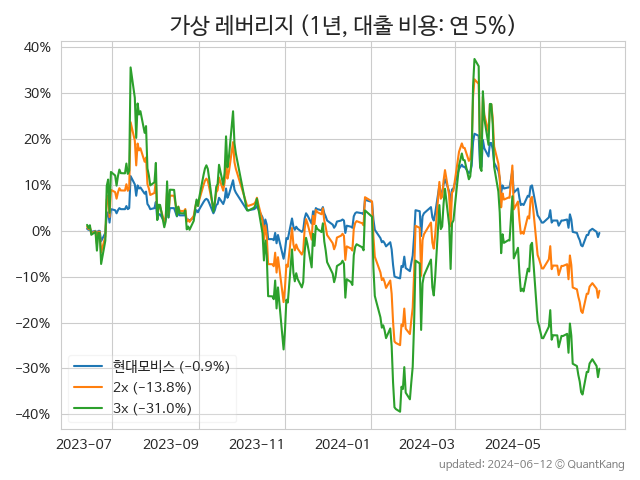 가상 레버리지 (1년, 대출 비용: 연 5%)
40%
30%
20%
10%
0%
−10%
−20%
−30%
−40%
현대모비스 (−0.9%)
2x (−13.8%)
3x (−31.0%)
2023-07 2023-09 2023-11 2024-01 2024-03 2024-05
updated: 2024-06-12 © QuantKang